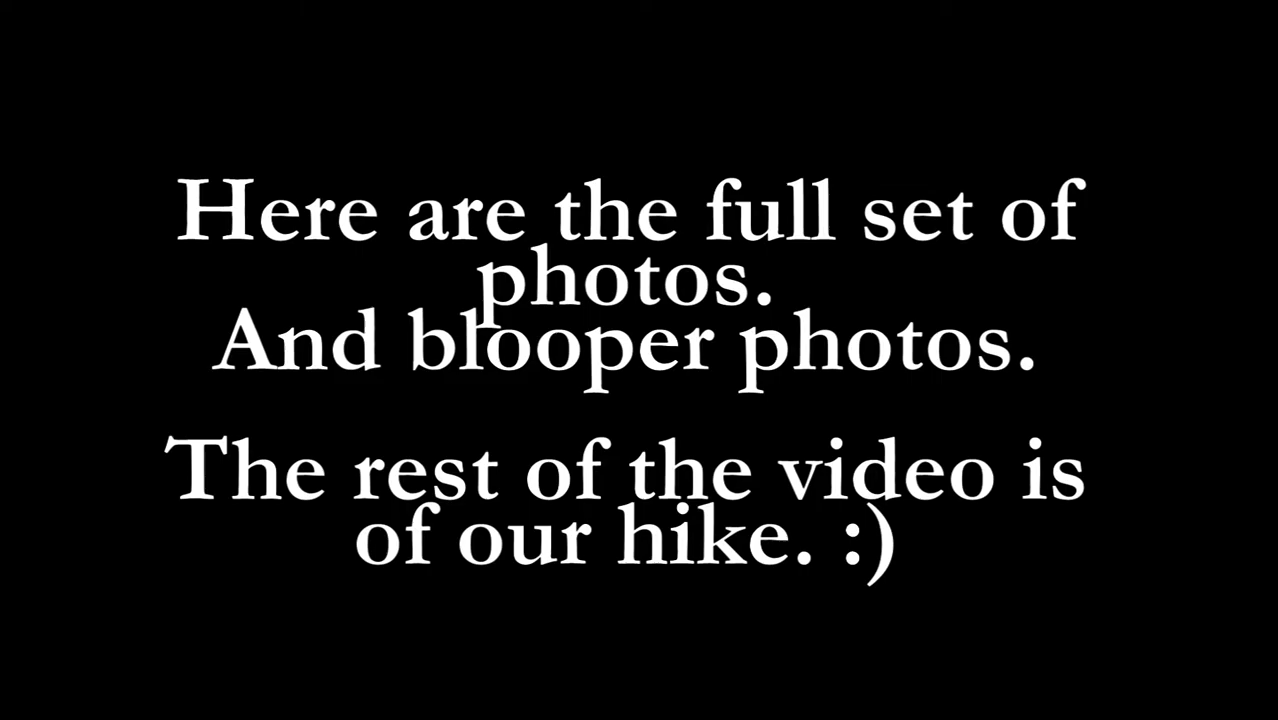 Here are the full set of
photos.
And blooper photos.
The rest of the video is
of our hike. :)